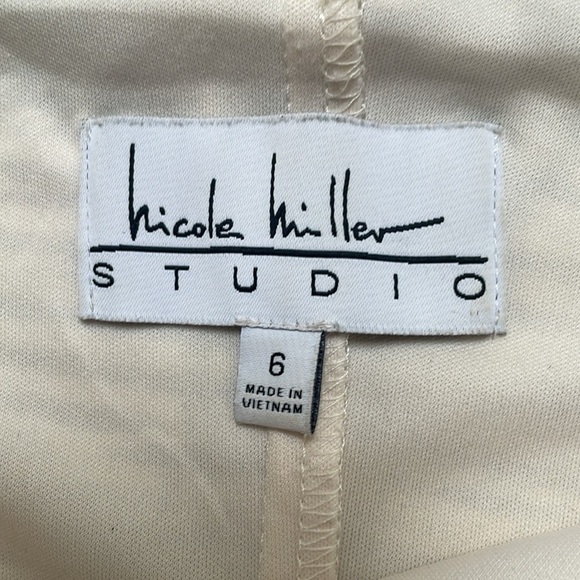 Nicole Miller
STUDIO
6
MADE IN
VIETNAM